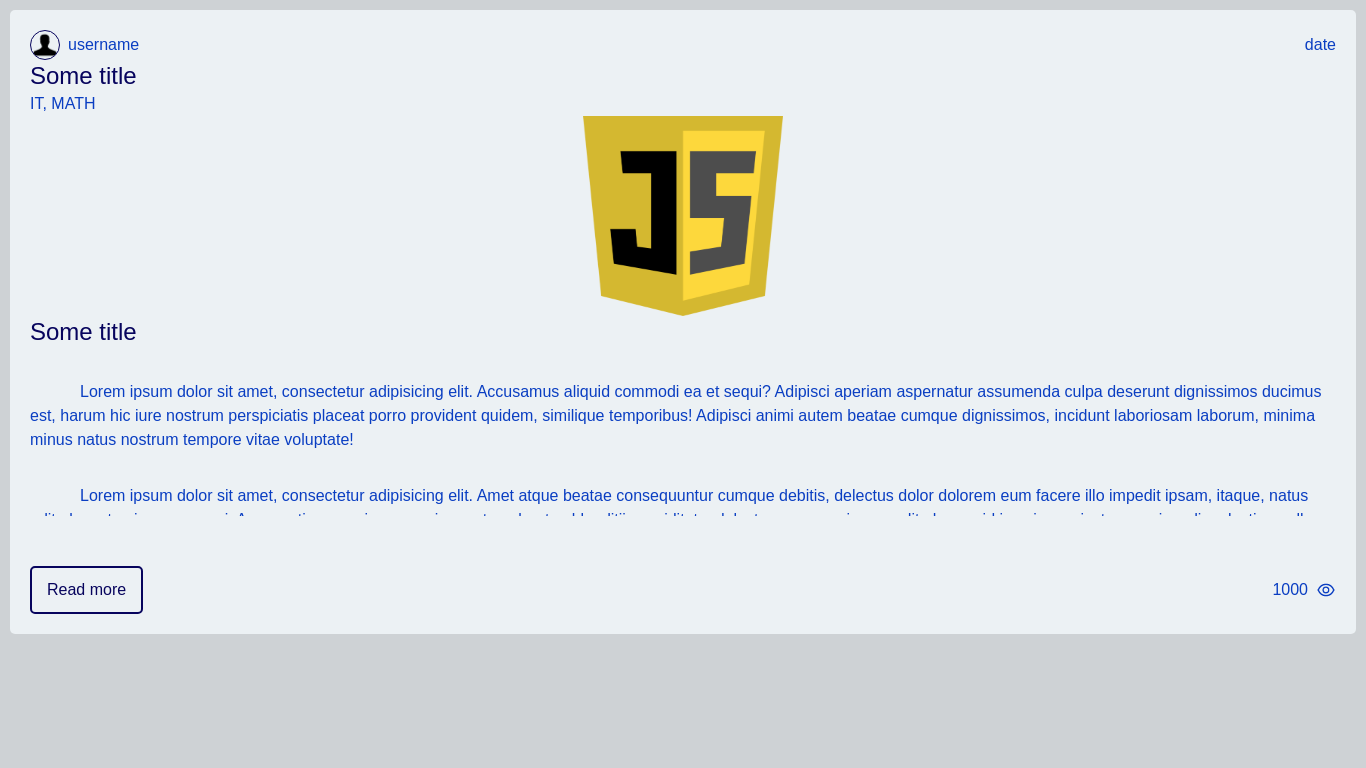 username
date
Some title
IT, MATH
JS
Some title
Lorem ipsum dolor sit amet, consectetur adipisicing elit. Accusamus aliquid commodi ea et sequi? Adipisci aperiam aspernatur assumenda culpa deserunt dignissimos ducimus
est, harum hic iure nostrum perspiciatis placeat porro provident quidem, similique temporibus! Adipisci animi autem beatae cumque dignissimos, incidunt laboriosam laborum, minima
minus natus nostrum tempore vitae voluptate!
Lorem ipsum dolor sit amet, consectetur adipisicing elit. Amet atque beatae consequuntur cumque debitis, delectus dolor dolorem eum facere illo impedit ipsam, itaque, natus
Read more
1000